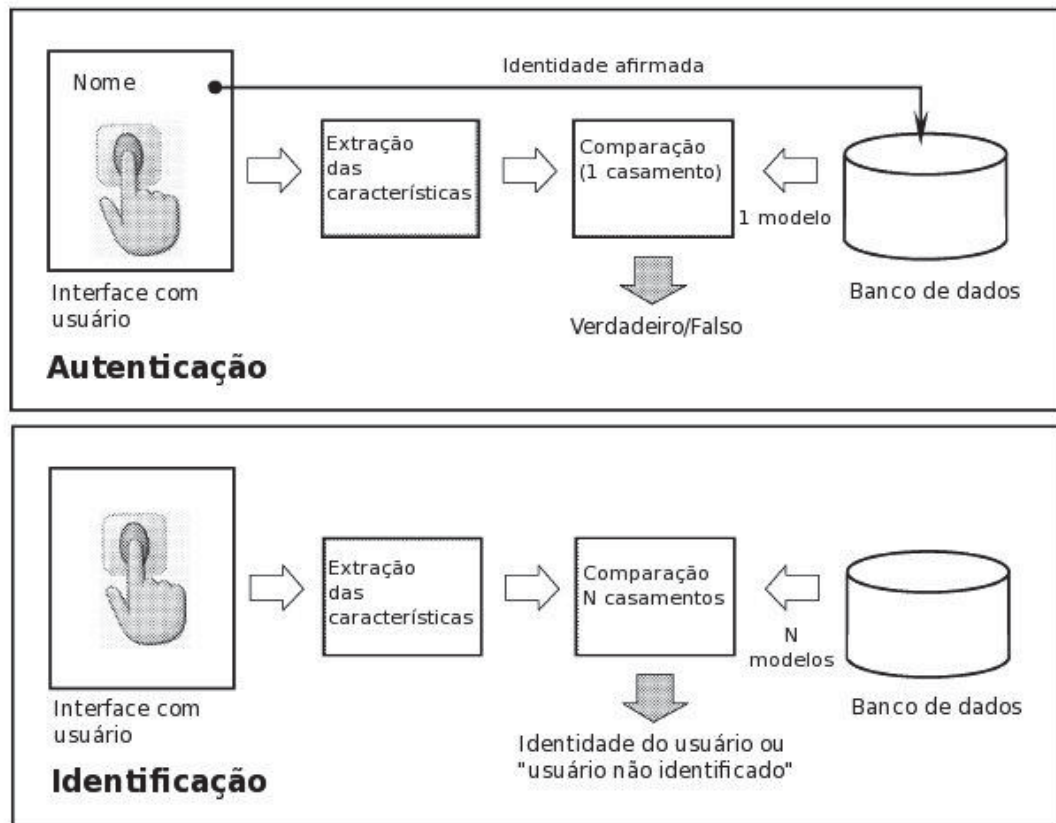 Identidade afirmada
Nome
Extração
das
características
Comparação
(1 casamento)
1 modelo
Interface com
usuário
Banco de dados
Verdadeiro/Falso
Autenticação
Extração
das
características
Comparação
N casamentos
N
modelos
Interface com
usuário
Banco de dados
Identidade do usuário ou
"usuário não identificado"
Identificação